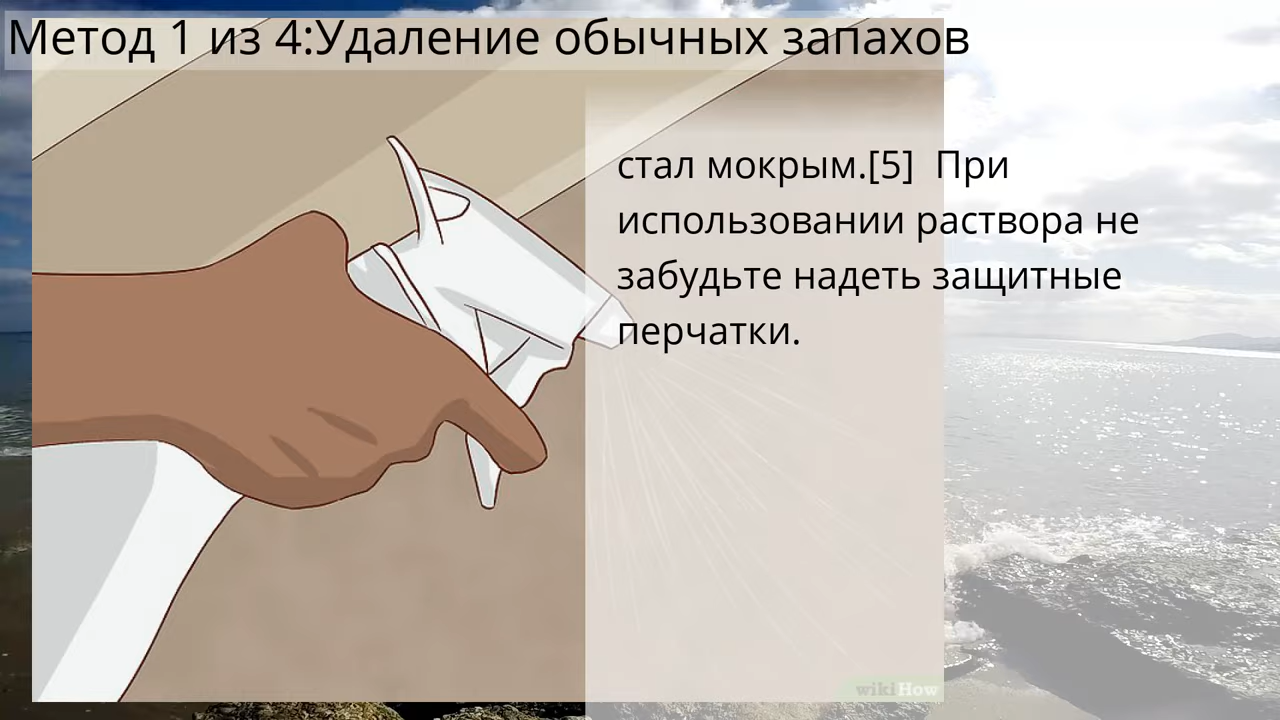 Метод 1 из 4:Удаление обычных запахов
стал мокрым.[5]  При
использовании раствора не
забудьте надеть защитные
перчатки.
wikiHow